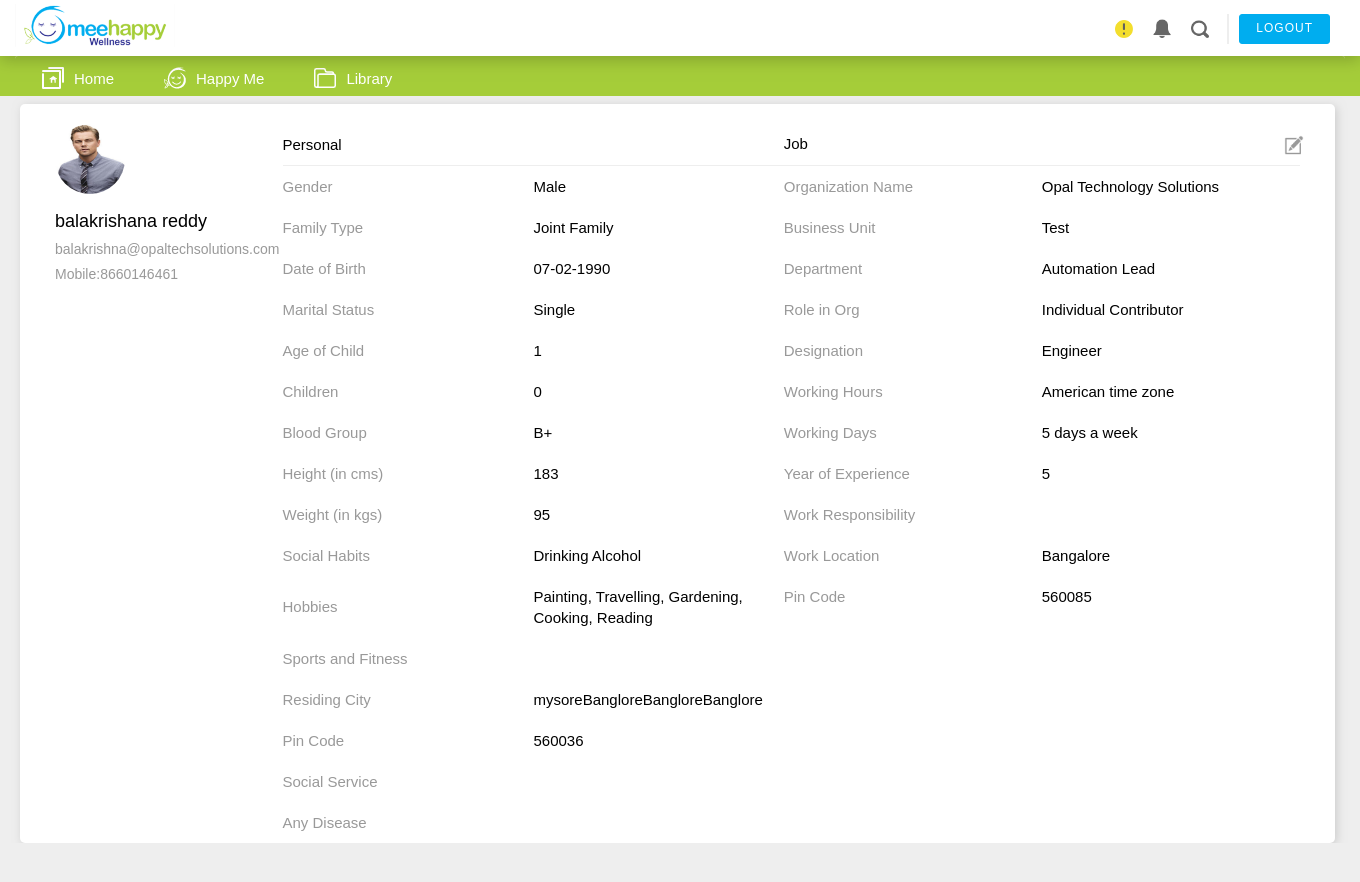 meehappy
Wellness
LOGOUT
Home
Happy Me
Library
balakrishana reddy
balakrishna@opaltechsolutions.com
Mobile:8660146461
Personal
Gender Male
Family Type Joint Family
Date of Birth 07-02-1990
Marital Status Single
Age of Child 1
Children 0
Blood Group B+
Height (in cms) 183
Weight (in kgs) 95
Social Habits Drinking Alcohol
Hobbies Painting, Travelling, Gardening,
Cooking, Reading
Sports and Fitness
Residing City mysoreBangloreBangloreBanglore
Pin Code 560036
Social Service
Any Disease
Job
Organization Name Opal Technology Solutions
Business Unit Test
Department Automation Lead
Role in Org Individual Contributor
Designation Engineer
Working Hours American time zone
Working Days 5 days a week
Year of Experience 5
Work Responsibility
Work Location Bangalore
Pin Code 560085